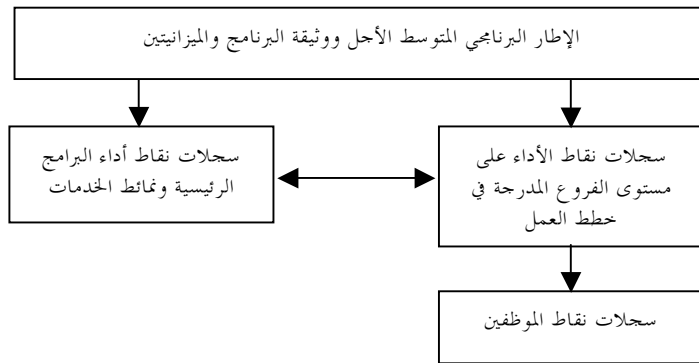 الإطار البرنامجي المتوسط الأجل ووثيقة البرنامج والميزانيتين
سجلات نقاط الأداء على
مستوى الفروع المدرجة في
خطط العمل
سجلات نقاط أداء البرامج
الرئيسية ونمائط الخدمات
سجلات نقاط الموظفين